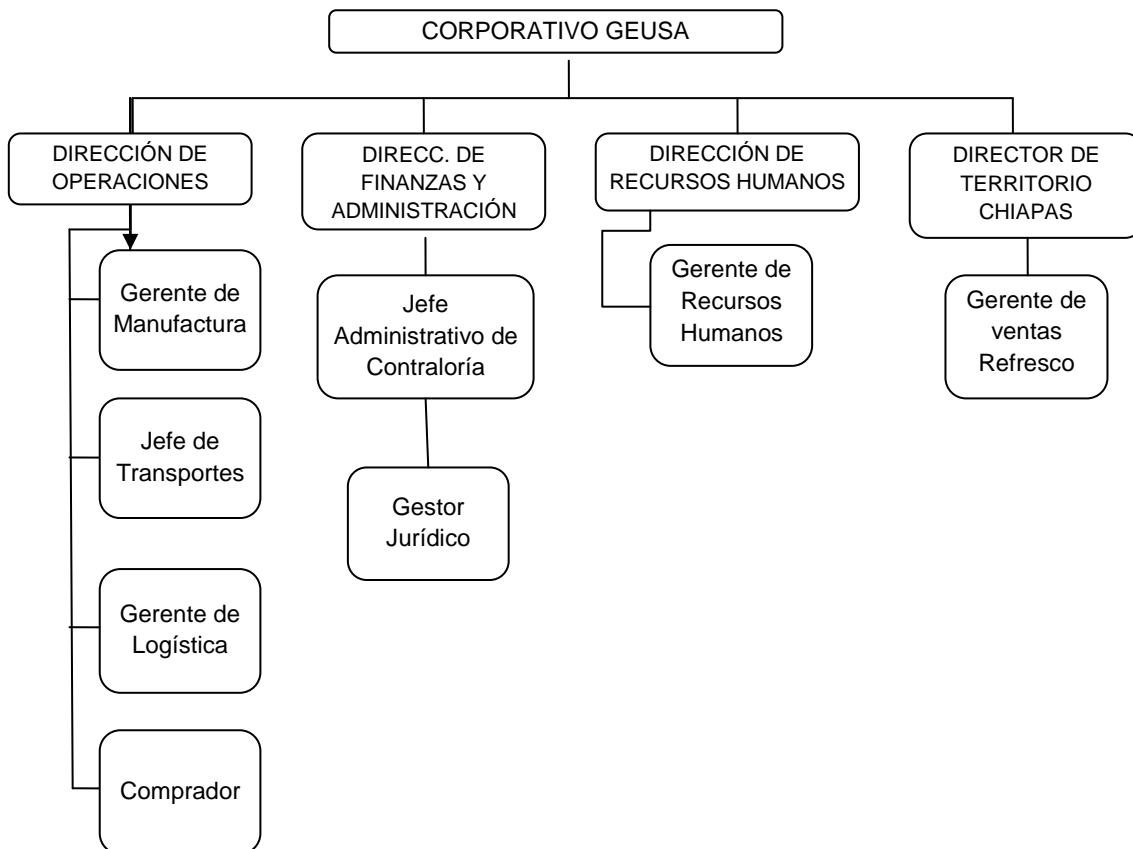 CORPORATIVO GEUSA
DIRECCIÓN DE
OPERACIONES
DIRECC. DE
FINANZAS Y
ADMINISTRACIÓN
DIRECCIÓN DE
RECURSOS HUMANOS
DIRECTOR DE
TERRITORIO
CHIAPAS
Gerente de
Manufactura
Jefe
Administrativo de
Contraloría
Gerente de
Recursos
Humanos
Gerente de
ventas
Refresco
Jefe de
Transportes
Gestor
Jurídico
Gerente de
Logística
Comprador